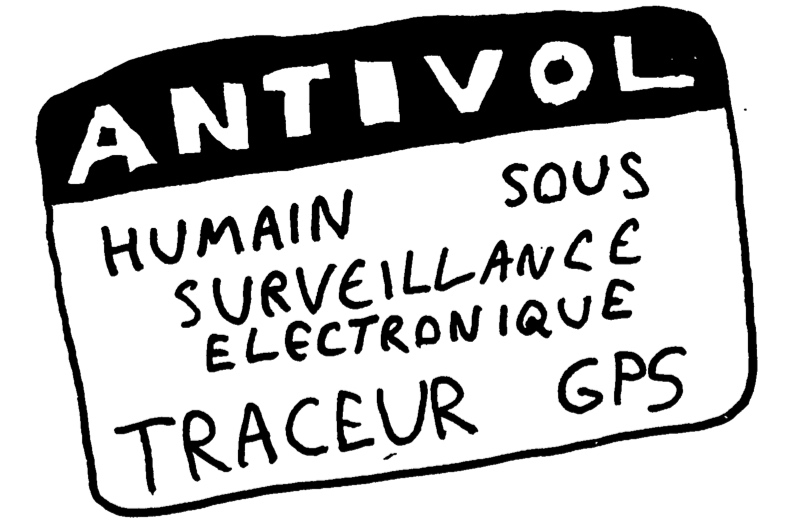 ANTIVOL
HUMAIN SOUS
SURVEILLANCE
ELECTRONIQUE
TRACEUR GPS